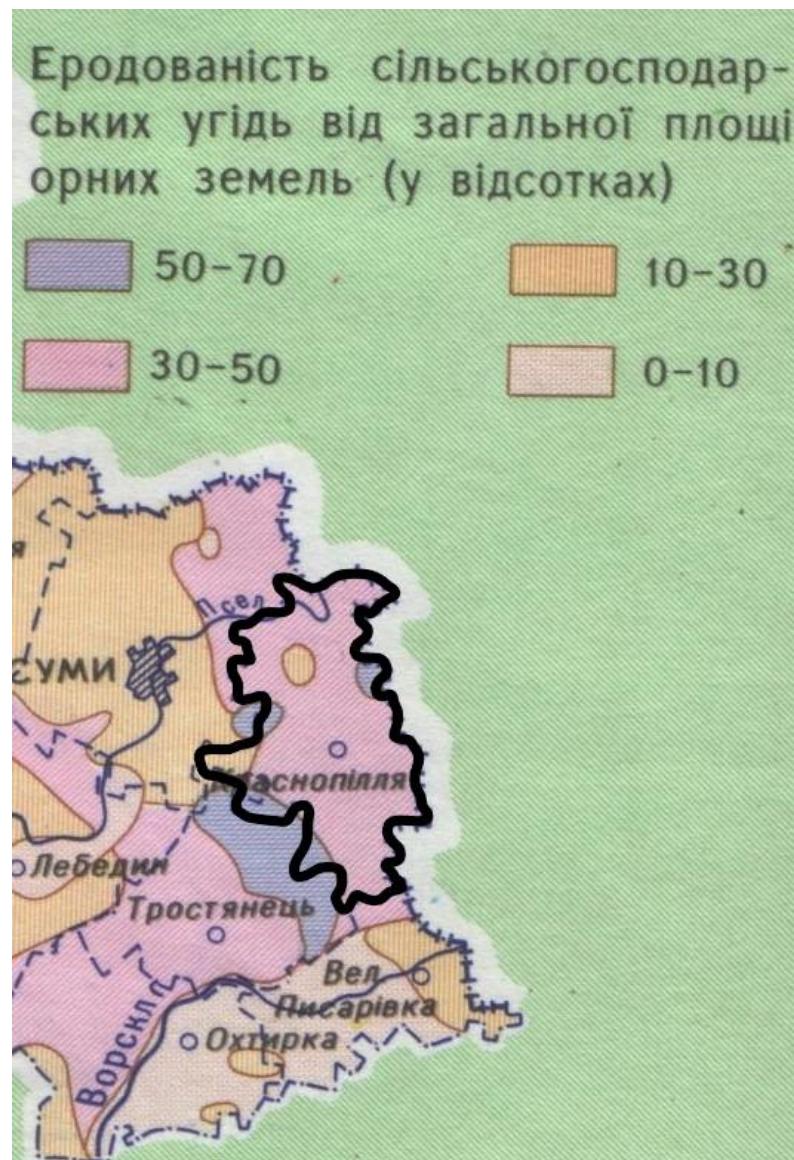 Еродованість сільськогосподар-
ських угідь від загальної площі
орних земель (у відсотках)
50-70
10-30
30-50
0-10
Псел
СУМИ
Краснопілля
Лебедин
Тростянець
Вел.
Писарівка
Охтирка
Ворскла